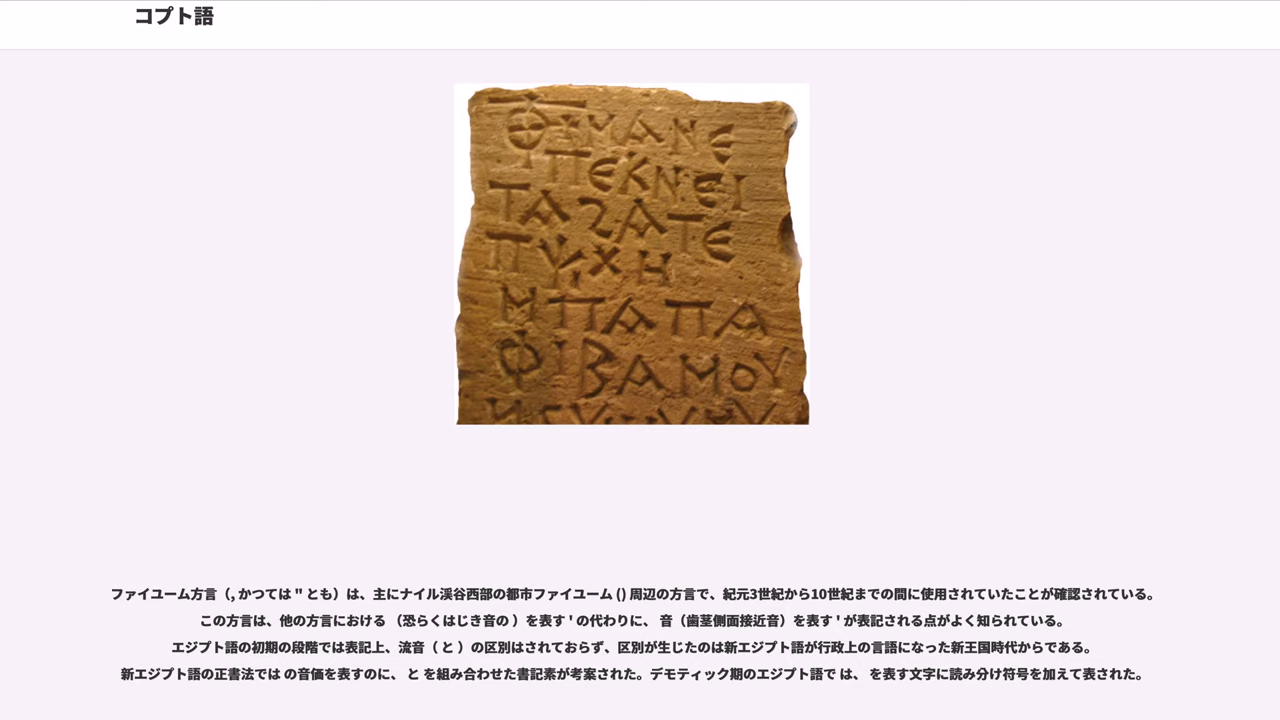 コプト語
ⲪϮⲘⲀⲚⲈ
ⲠⲈⲔⲚⲈⲒ
ⲦⲀϨⲀⲦⲈ
ⲠⲮⲬⲎ
ⲘⲠⲀⲠⲀ
ⲪⲒⲂⲀⲘⲞⲨ
ファイユーム方言（, かつては " とも）は、主にナイル渓谷西部の都市ファイユーム () 周辺の方言で、紀元3世紀から10世紀までの間に使用されていたことが確認されている。
この方言は、他の方言における （恐らくはじき音の ）を表す ' の代わりに、 音（歯茎側面接近音）を表す ' が表記される点がよく知られている。
エジプト語の初期の段階では表記上、流音（ と ）の区別はされておらず、区別が生じたのは新エジプト語が行政上の言語になった新王国時代からである。
新エジプト語の正書法では の音価を表すのに、 と を組み合わせた書記素が考案された。デモティック期のエジプト語で は、 を表す文字に読み分け符号を加えて表された。